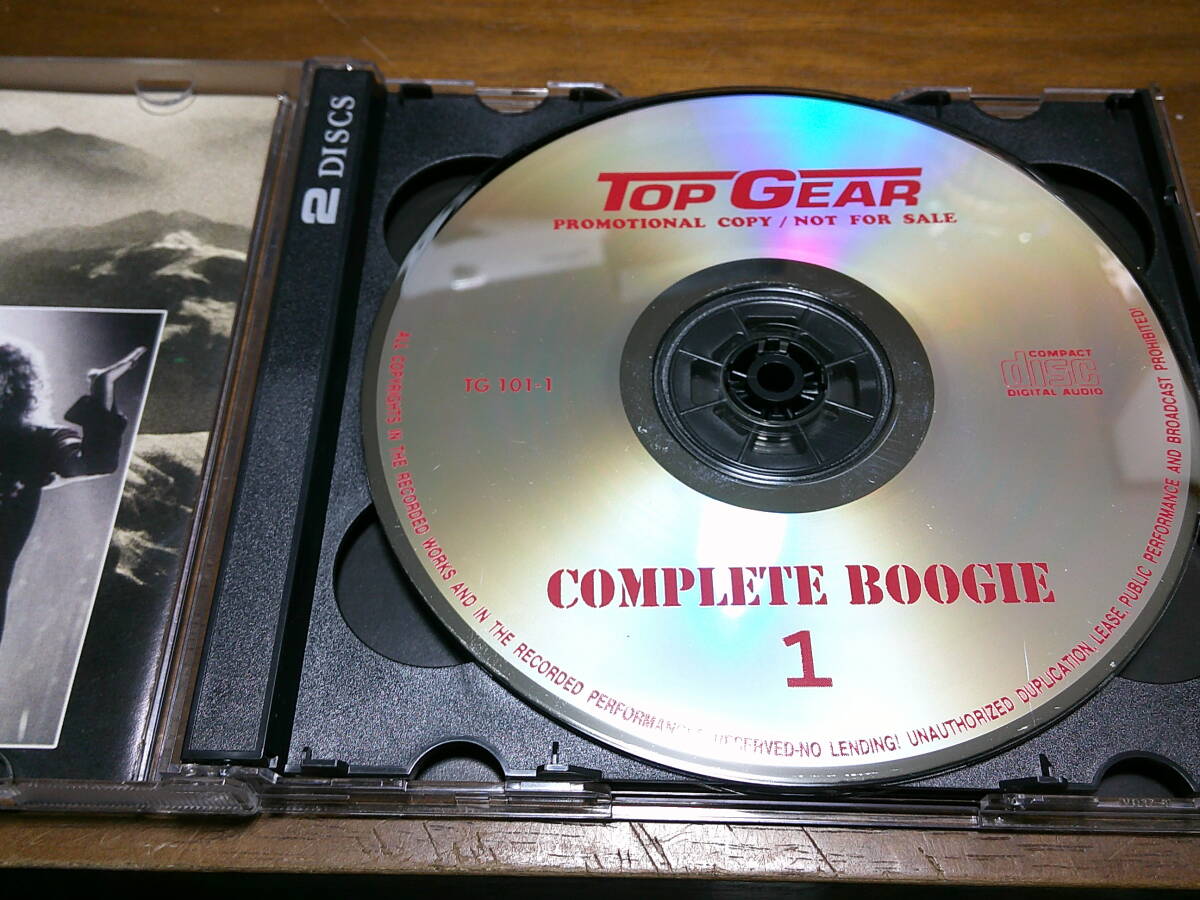 2 DISCS
TOP GEAR
PROMOTIONAL COPY / NOT FOR SALE
TG 101-1
COMPACT
disc
DIGITAL AUDIO
COMPLETE BOOGIE
1
ALL COPYRIGHTS IN THE RECORDED WORKS AND IN THE RECORDED PERFORMANCES RESERVED-NO LENDING! UNAUTHORIZED DUPLICATION, LEASE, PUBLIC PERFORMANCE AND BROADCAST PROHIBITED!